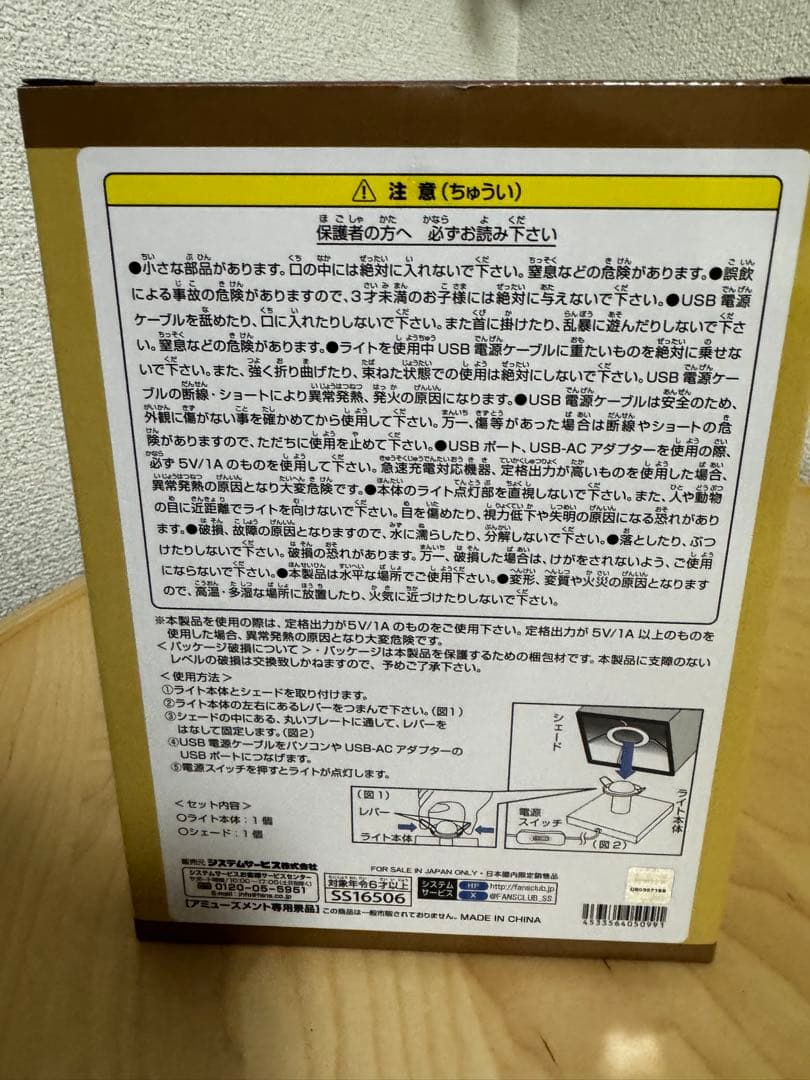 ⚠ 注意(ちゅうい)
保護者の方へ 必ずお読み下さい
●小さな部品があります。口の中には絶対に入れないで下さい。窒息などの危険があります。●誤飲
による事故の危険がありますので、3才未満のお子様には絶対に与えないで下さい。●USB電源
ケーブルを舐めたり、口に入れたりしないで下さい。また首に掛けたり、乱暴に遊んだりしないで下さ
い。窒息などの危険があります。●ライトを使用中USB電源ケーブルに重たいものを絶対に乗せな
いで下さい。また、強く折り曲げたり、束ねた状態での使用は絶対にしないで下さい。USB電源ケー
ブルの断線・ショートにより異常発熱、発火の原因になります。●USB電源ケーブルは安全のため、
外観に傷がない事を確かめてから使用して下さい。万一、傷等があった場合は断線やショートの危
険がありますので、ただちに使用を止めて下さい。●USBポート、USB-ACアダプターを使用の際、
必ず5V/1Aのものを使用して下さい。急速充電対応機器、定格出力が高いものを使用した場合、
異常発熱の原因となり大変危険です。●本体のライト点灯部を直視しないで下さい。また、人や動物
の目に近距離でライトを向けないで下さい。目を傷めたり、視力低下や失明の原因になる恐れがあり
ます。●破損、故障の原因となりますので、水に濡らしたり、分解しないで下さい。●落としたり、ぶつ
けたりしないで下さい。破損の恐れがあります。万一、破損した場合は、けがをされないよう、ご使用
にならないで下さい。●本製品は水平な場所でご使用下さい。●変形、変質や火災の原因となります
ので、高温・多湿な場所に放置したり、火気に近づけたりしないで下さい。
※本製品を使用の際は、定格出力が5V/1Aのものをご使用下さい。定格出力が5V/1A以上のものを
使用した場合、異常発熱の原因となり大変危険です。
<パッケージ破損について>・パッケージは本製品を保護するための梱包材です。本製品に支障のない
レベルの破損は交換致しかねますので、予めご了承下さい。
<使用方法>
①ライト本体とシェードを取り付けます。
②ライト本体の左右にあるレバーをつまんで下さい。(図1)
③シェードの中にある、丸いプレートに通して、レバーを
はなして固定します。(図2)
④USB電源ケーブルをパソコンやUSB-ACアダプターの
USBポートにつなげます。
⑤電源スイッチを押すとライトが点灯します。
<セット内容>
○ライト本体:1個
○シェード:1個
(図1)
レバー
ライト本体
シェード
電源
スイッチ
ライト本体
(図2)
販売元 システムサービス株式会社
システムサービスお客様サービスセンター
サポート時間/10:00~17:00(土日祝除く)
0120-05-5951
E-mail:info@fans.co.jp
FOR SALE IN JAPAN ONLY・日本国内限定販売品
対象年令6才以上
SS16506
システム
サービス
HP http://fansclub.jp
X @FANSCLUB_SS
[アミューズメント専用景品] この商品は一般市販されておりません。 MADE IN CHINA
4533564050991